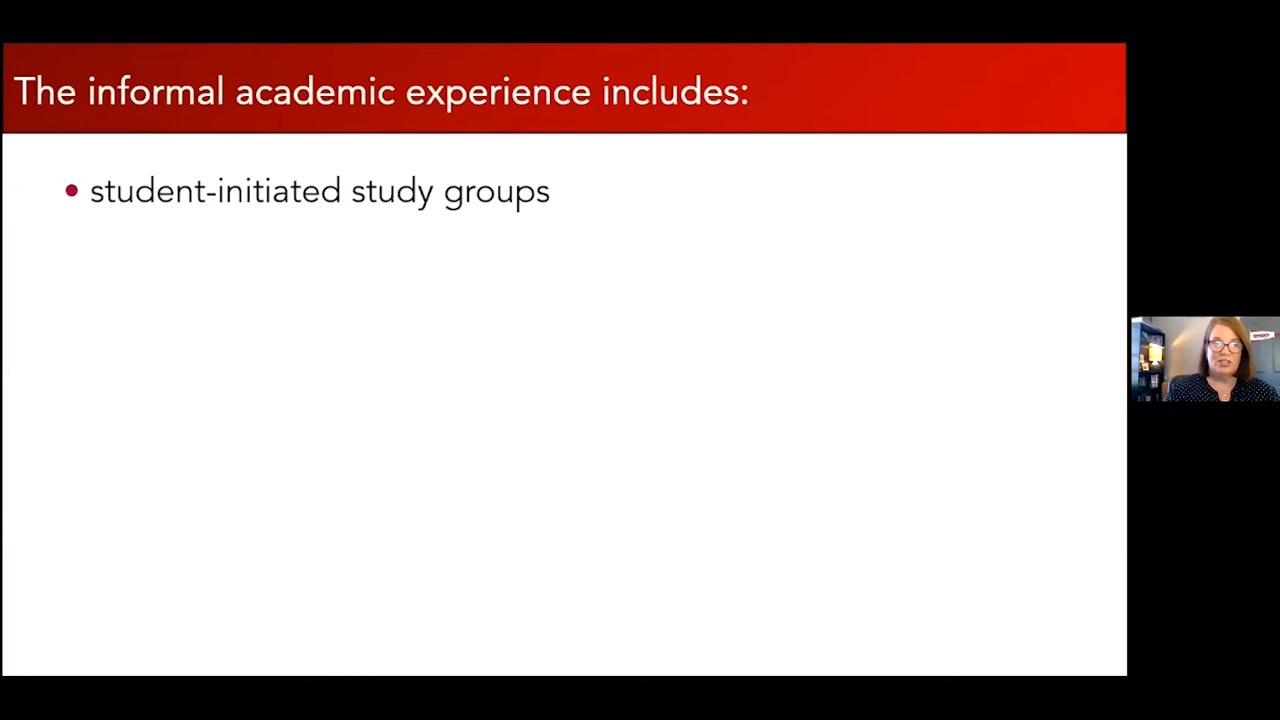 The informal academic experience includes:
• student-initiated study groups